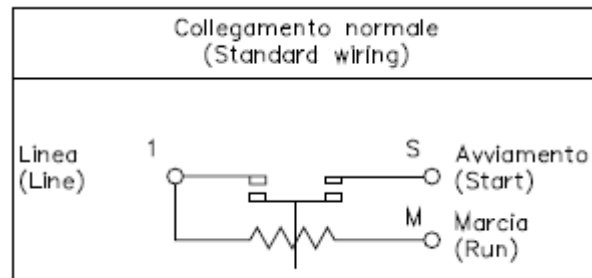 Collegamento normale
(Standard wiring)
Linea
(Line)
1
S
Avviamento
(Start)
M
Marcia
(Run)